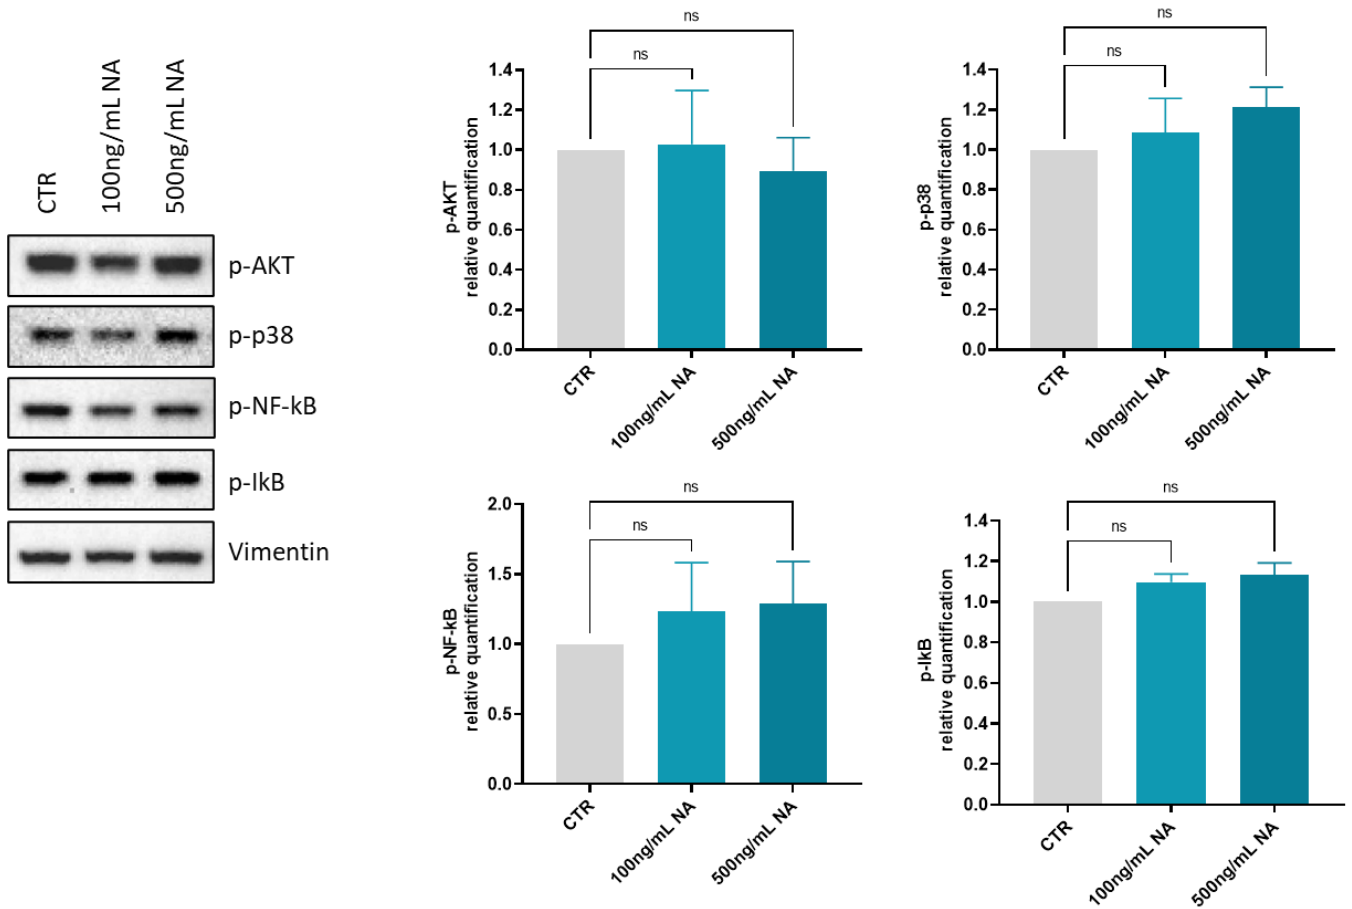 CTR
100ng/mL NA
500ng/mL NA
p-AKT
p-p38
p-NF-kB
p-IkB
Vimentin
ns
ns
p-AKT
relative quantification
1.4
1.2
1.0
0.8
0.6
0.4
0.2
0.0
CTR
100ng/mL NA
500ng/mL NA
ns
ns
p-p38
relative quantification
1.4
1.2
1.0
0.8
0.6
0.4
0.2
0.0
CTR
100ng/mL NA
500ng/mL NA
ns
ns
p-NF-kB
relative quantification
2.0
1.5
1.0
0.5
0.0
CTR
100ng/mL NA
500ng/mL NA
ns
ns
p-IkB
relative quantification
1.4
1.2
1.0
0.8
0.6
0.4
0.2
0.0
CTR
100ng/mL NA
500ng/mL NA